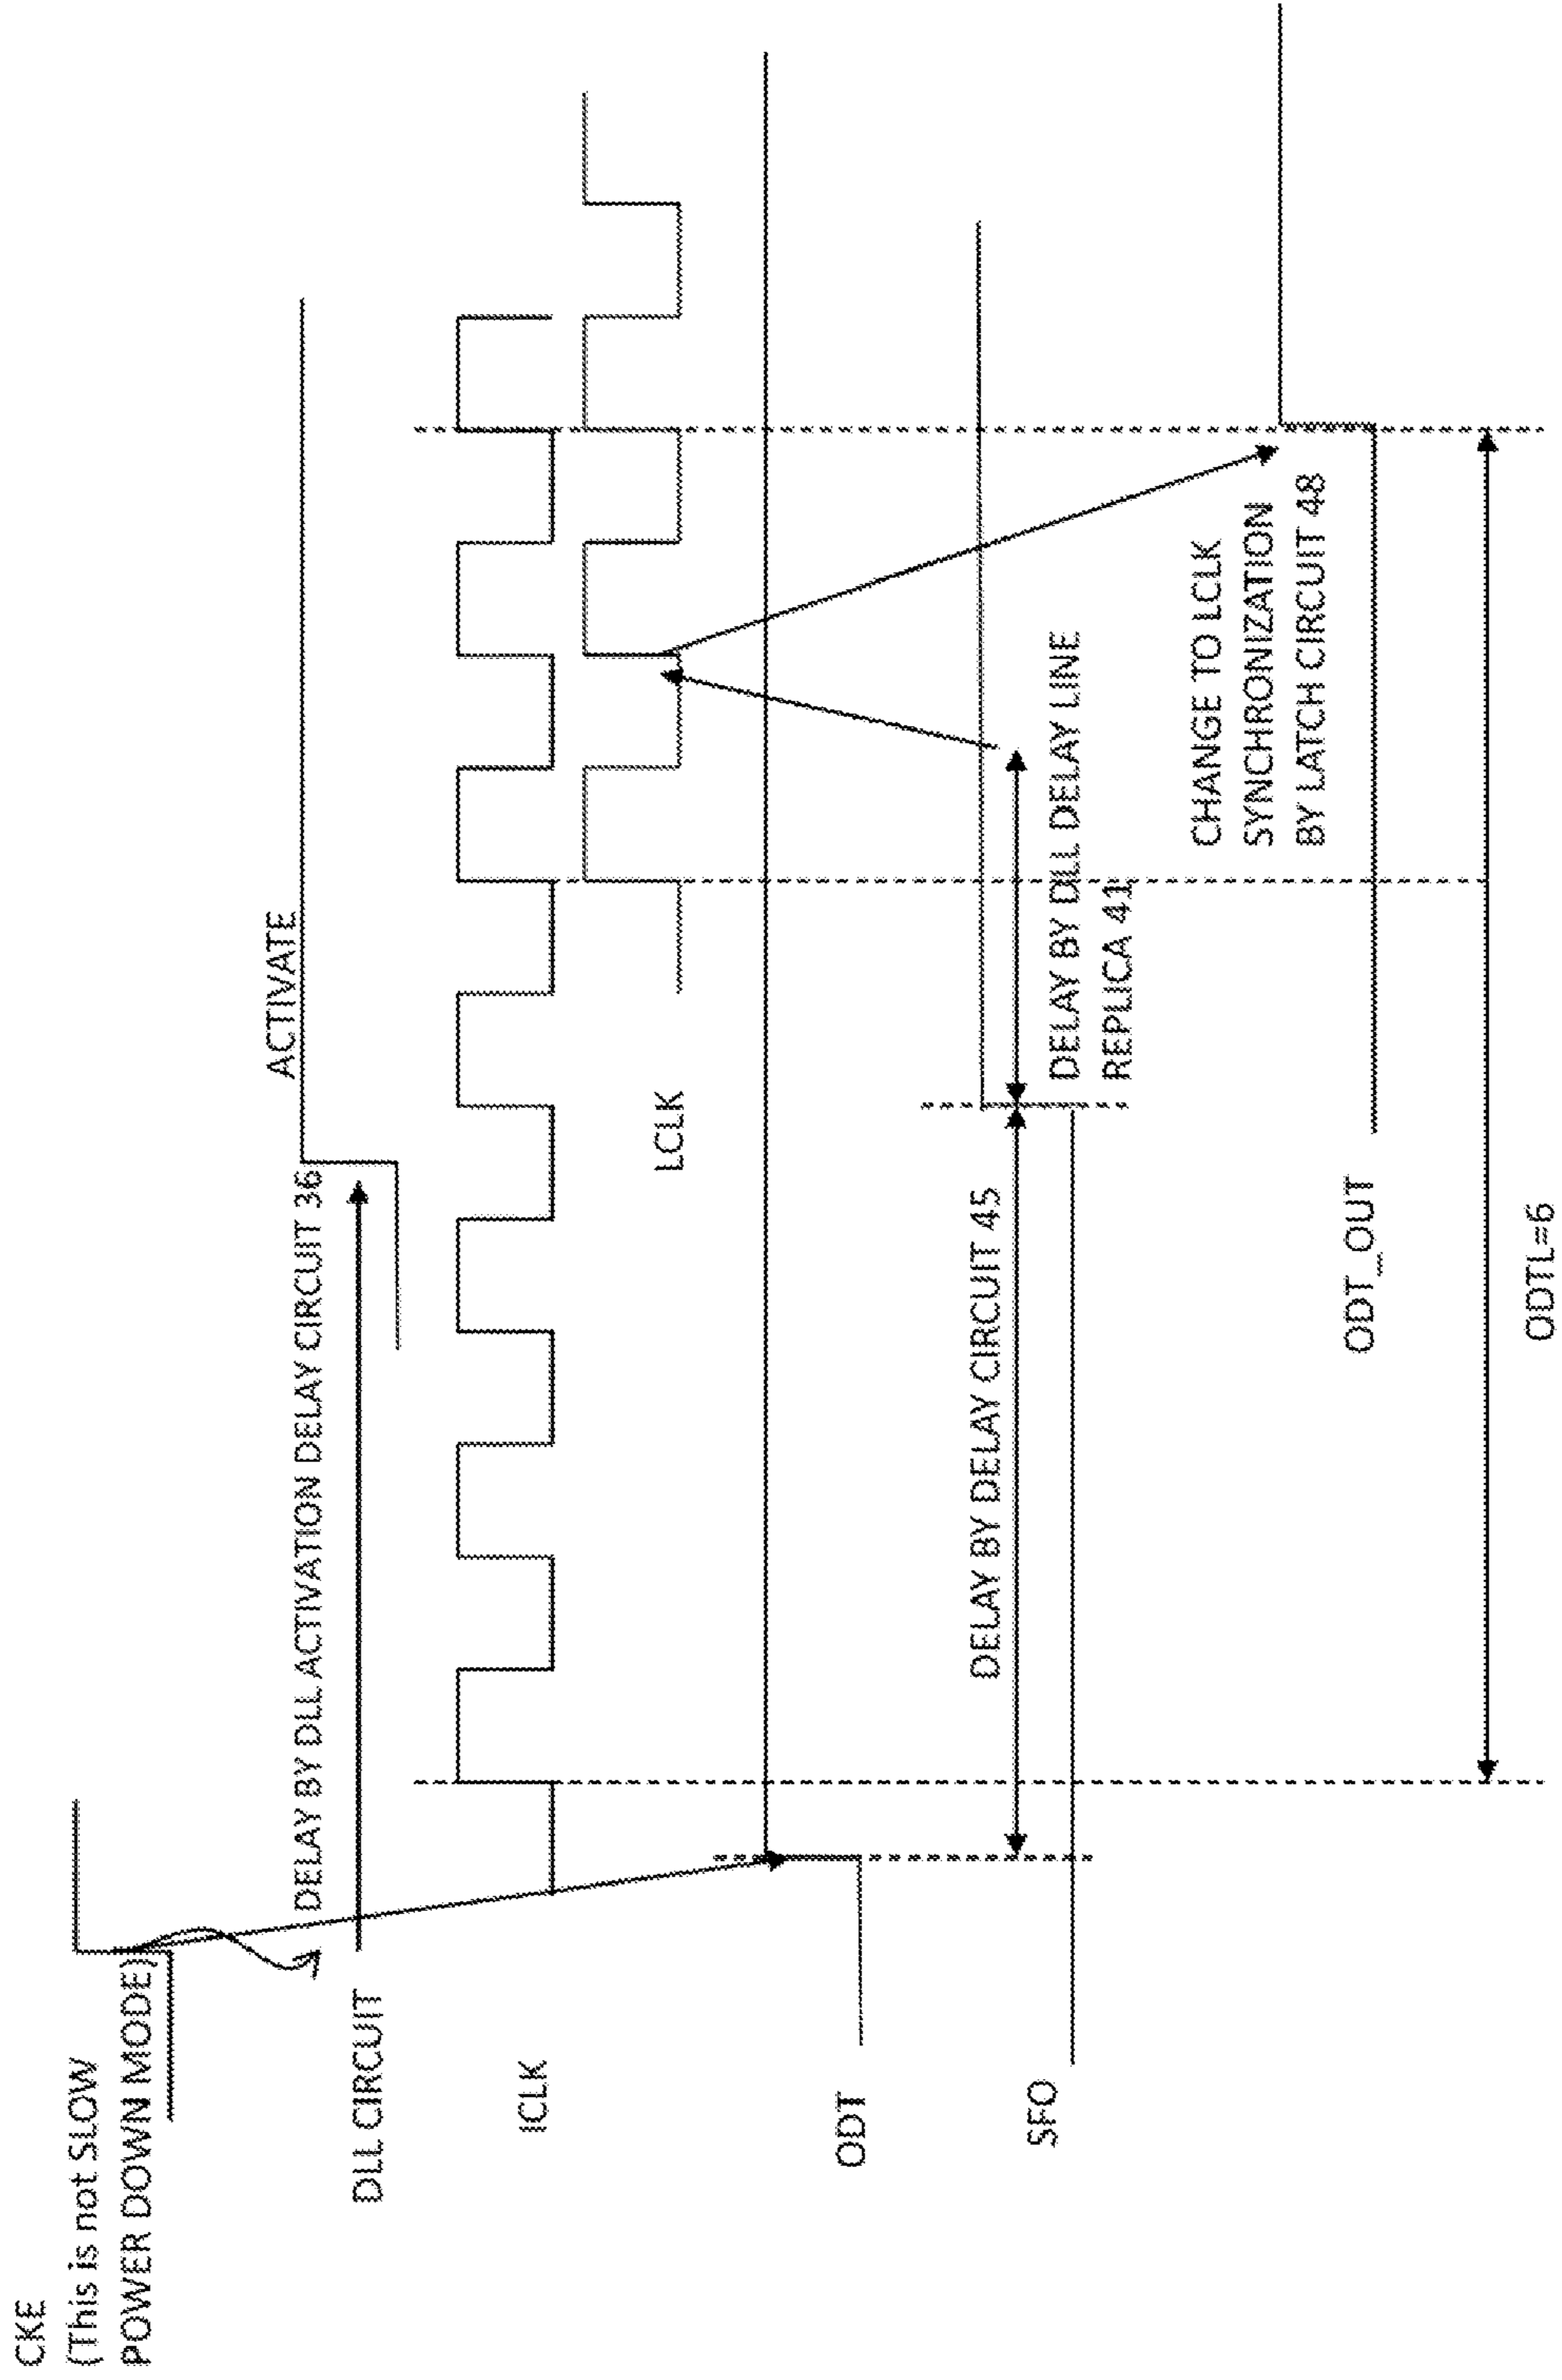 CKE
(This is not SLOW
POWER DOWN MODE)
DELAY BY DLL ACTIVATION DELAY CIRCUIT 36
ACTIVATE
DLL CIRCUIT
ICLK
LCLK
ODT
DELAY BY DELAY CIRCUIT 45
SFO
DELAY BY DLL DELAY LINE
REPLICA 41
CHANGE TO LCLK
SYNCHRONIZATION
BY LATCH CIRCUIT 48
ODT_OUT
ODTL=6